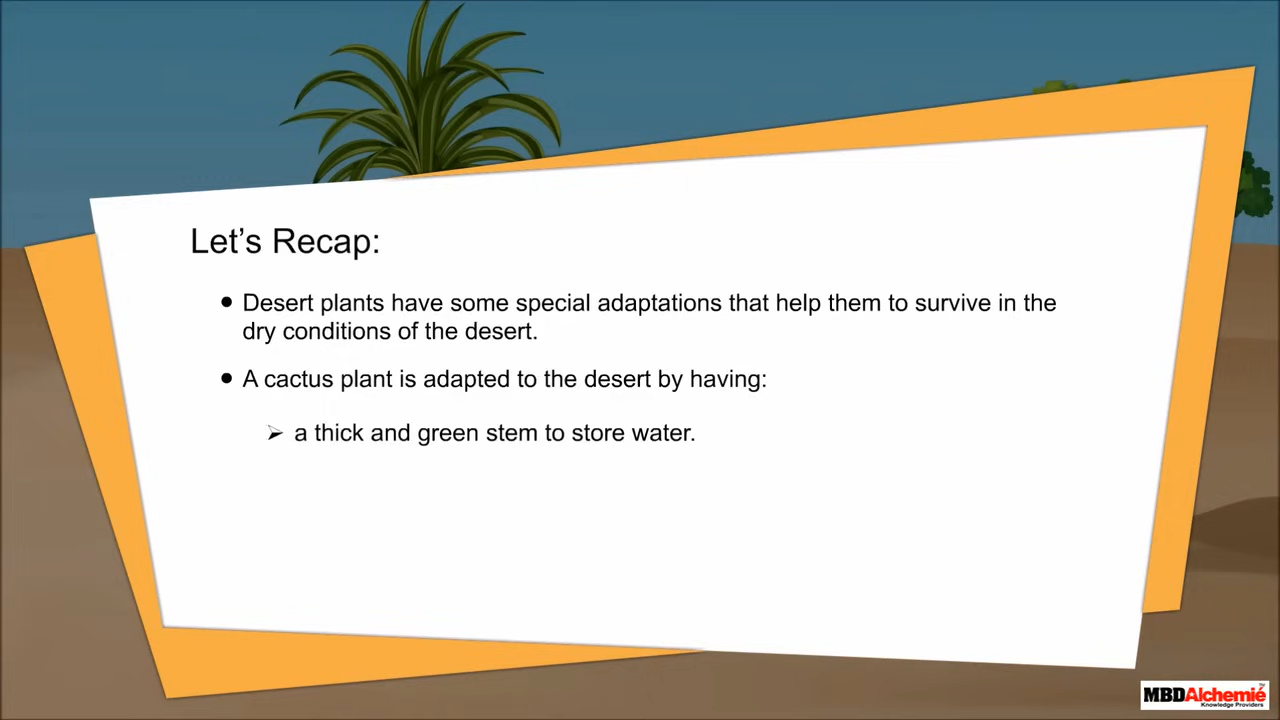 Let’s Recap:
● Desert plants have some special adaptations that help them to survive in the
dry conditions of the desert.
● A cactus plant is adapted to the desert by having:
➢ a thick and green stem to store water.
MBDAlchemié
Knowledge Providers